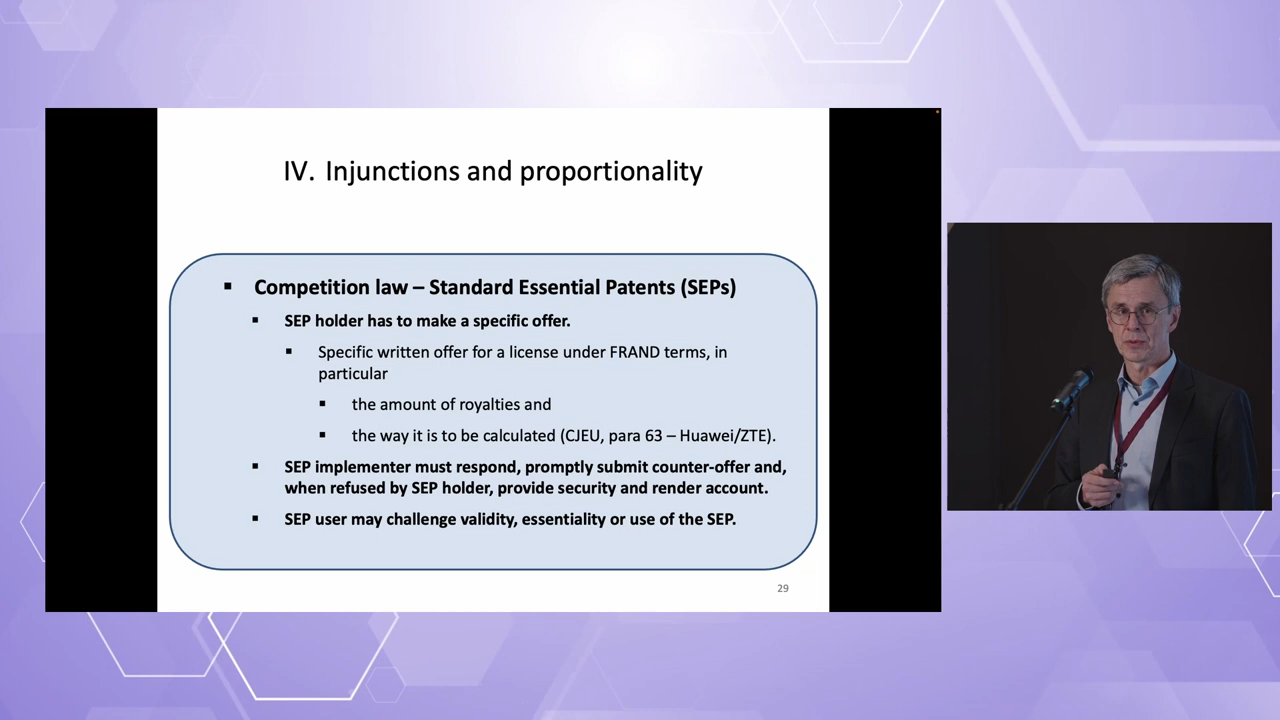 IV. Injunctions and proportionality
▪ Competition law – Standard Essential Patents (SEPs)
▪ SEP holder has to make a specific offer.
▪ Specific written offer for a license under FRAND terms, in
particular
▪ the amount of royalties and
▪ the way it is to be calculated (CJEU, para 63 – Huawei/ZTE).
▪ SEP implementer must respond, promptly submit counter-offer and,
when refused by SEP holder, provide security and render account.
▪ SEP user may challenge validity, essentiality or use of the SEP.
29